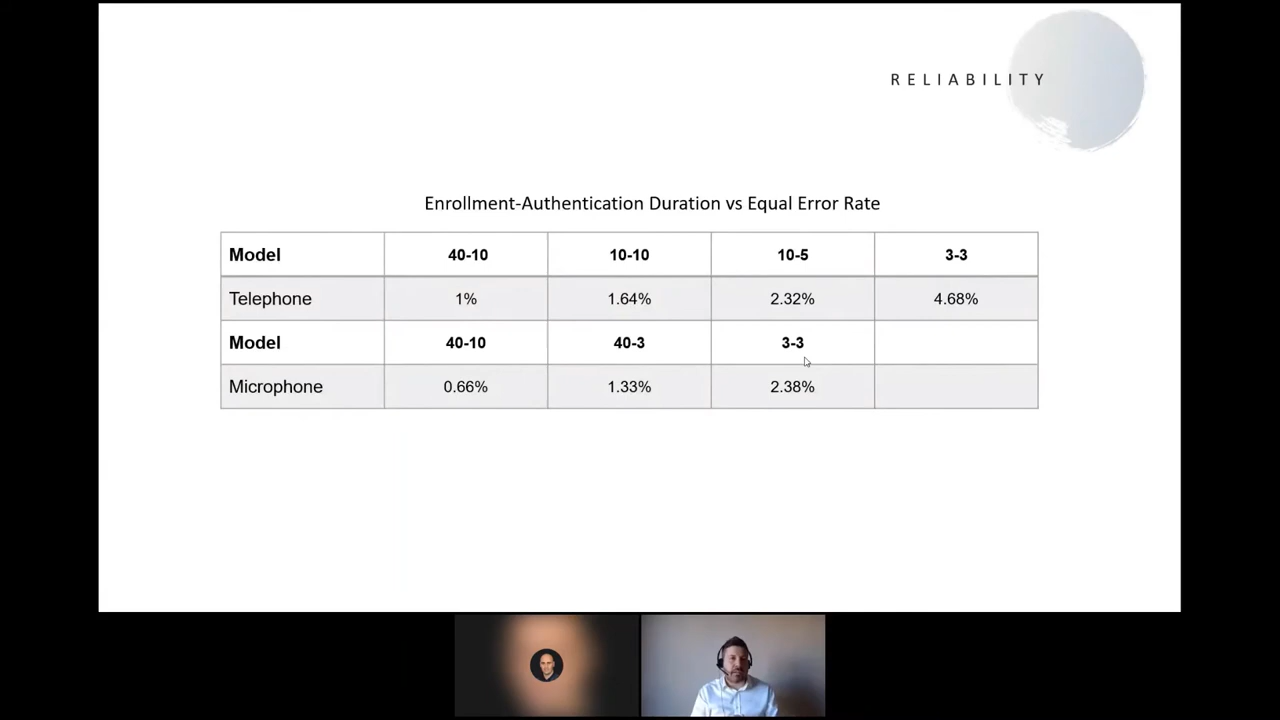 RELIABILITY
Enrollment-Authentication Duration vs Equal Error Rate
Model 40-10 10-10 10-5 3-3
Telephone 1% 1.64% 2.32% 4.68%
Model 40-10 40-3 3-3
Microphone 0.66% 1.33% 2.38%